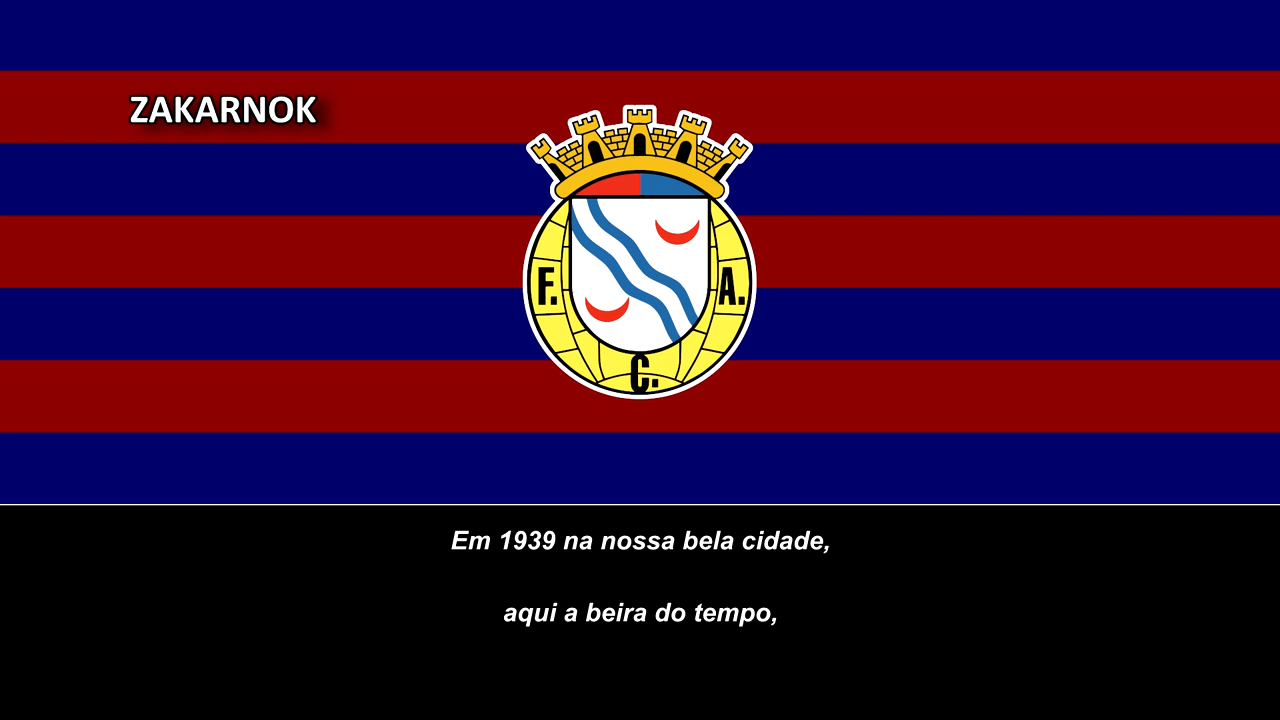 ZAKARNOK
F. A.
C.
Em 1939 na nossa bela cidade,
aqui a beira do tempo,